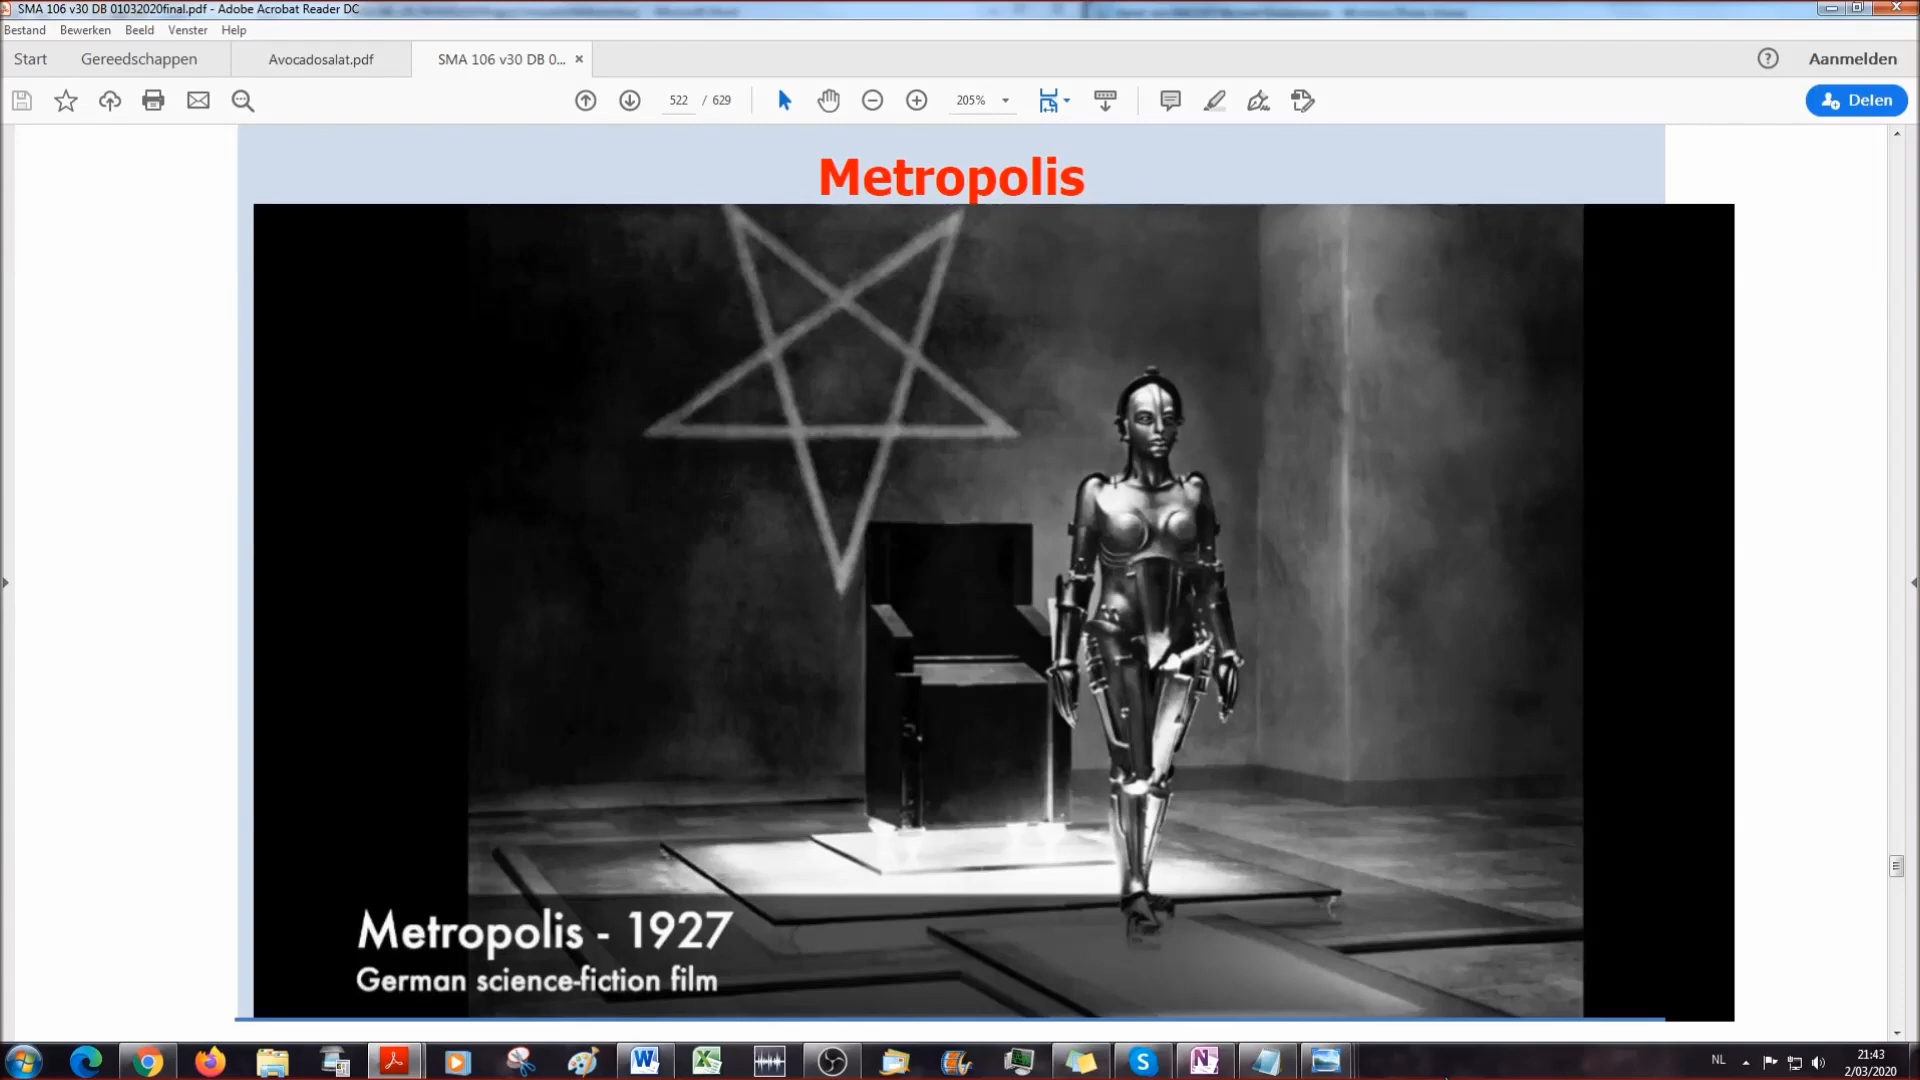 SMA 106 v30 DB 01032020final.pdf - Adobe Acrobat Reader DC
Bestand Bewerken Beeld Venster Help
Start Gereedschappen Avocadosalat.pdf SMA 106 v30 DB 0... Aanmelden
522 / 629 205% Delen
Metropolis
Metropolis - 1927
German science-fiction film
NL 21:43
2/03/2020